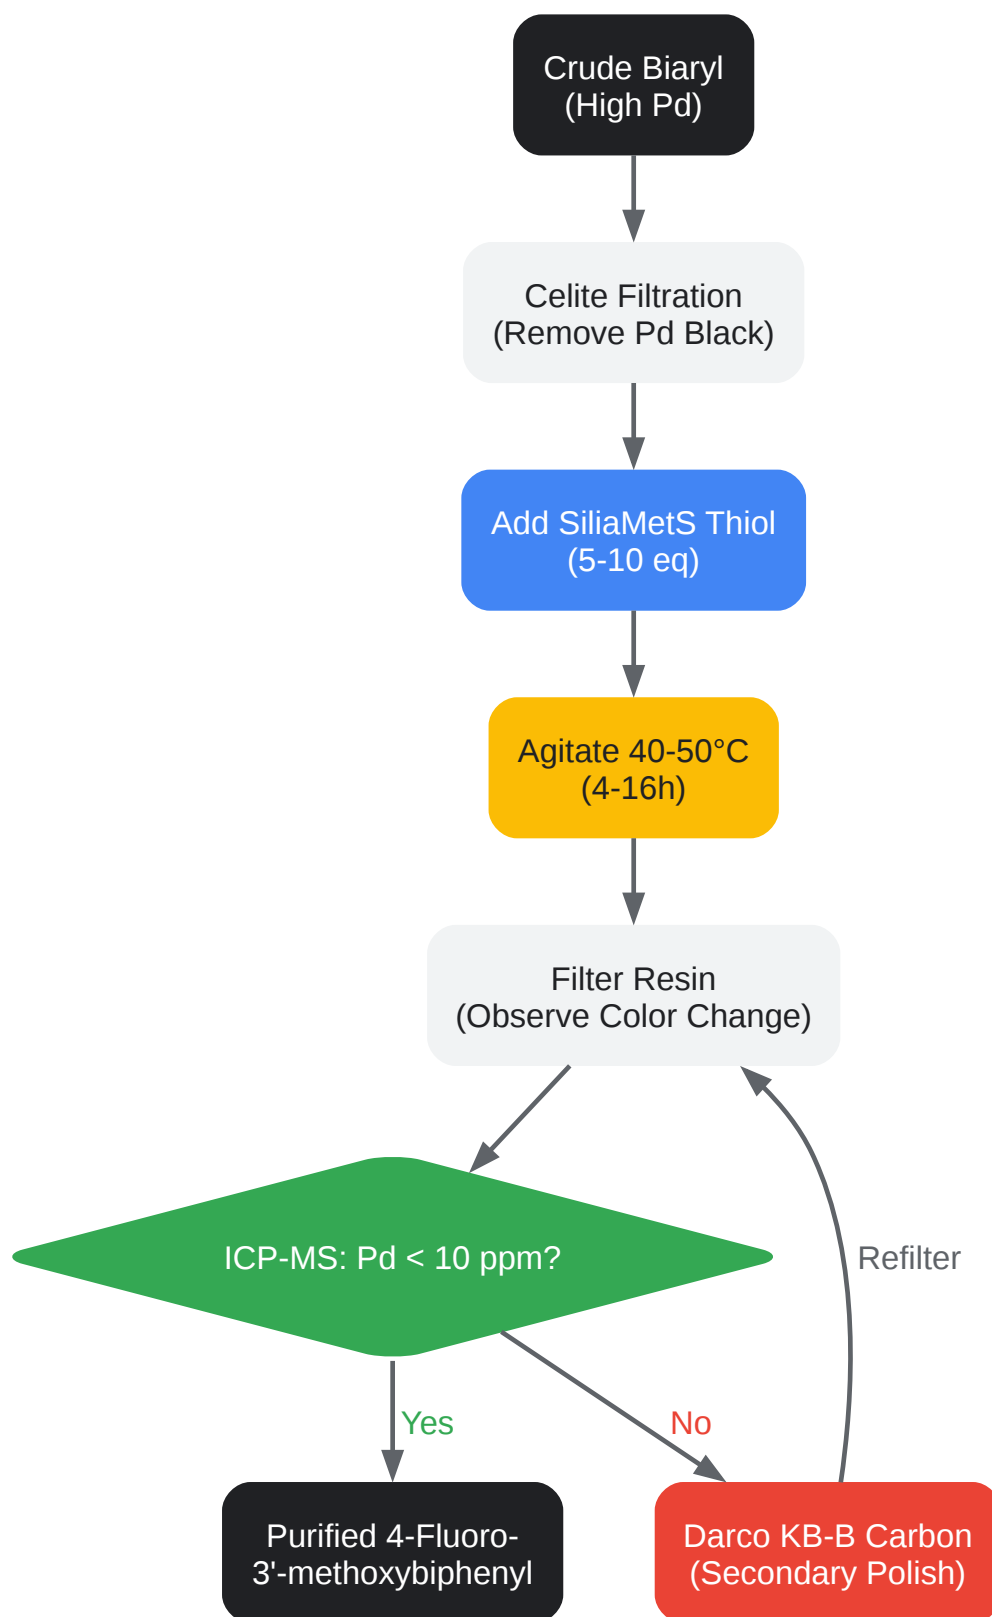 Crude Biaryl
(High Pd)
Celite Filtration
(Remove Pd Black)
Add SiliaMetS Thiol
(5-10 eq)
Agitate 40-50°C
(4-16h)
Filter Resin
(Observe Color Change)
ICP-MS: Pd < 10 ppm?
Refilter
Yes
No
Purified 4-Fluoro-
3'-methoxybiphenyl
Darco KB-B Carbon
(Secondary Polish)